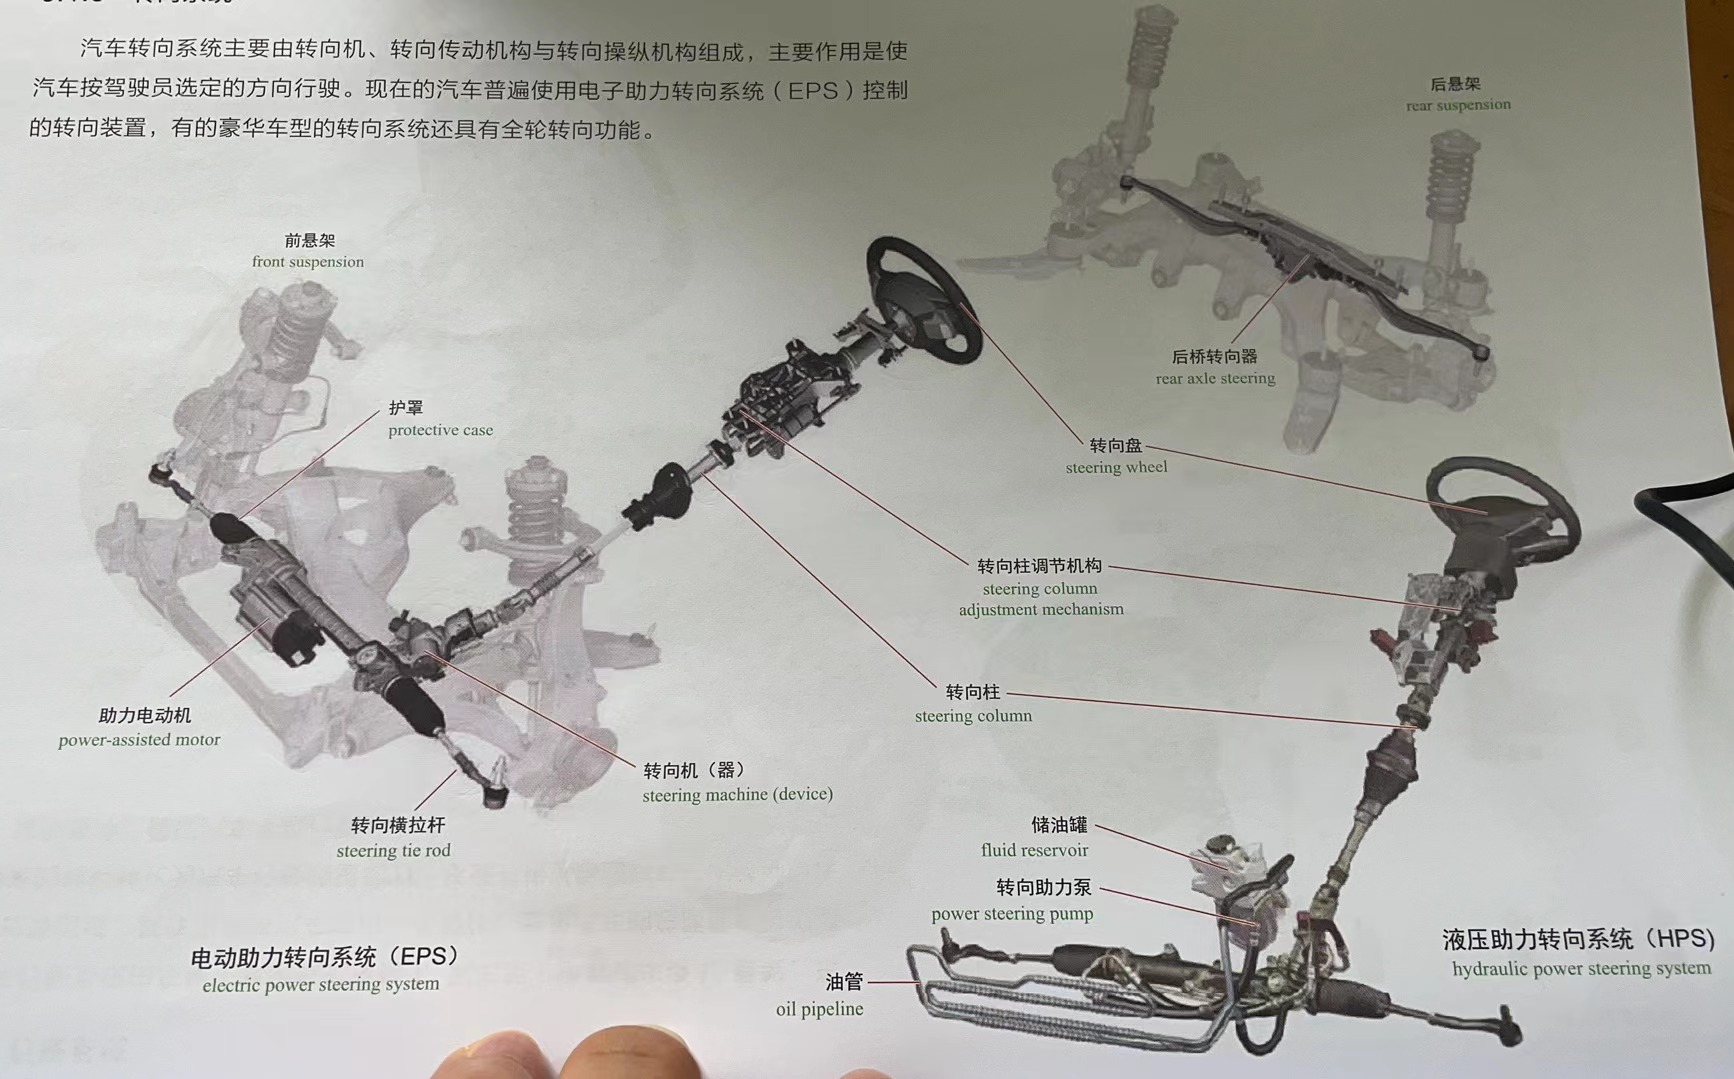 汽车转向系统主要由转向机、转向传动机构与转向操纵机构组成，主要作用是使
汽车按驾驶员选定的方向行驶。现在的汽车普遍使用电子助力转向系统（EPS）控制
的转向装置，有的豪华车型的转向系统还具有全轮转向功能。
后悬架
rear suspension
前悬架
front suspension
后桥转向器
rear axle steering
护罩
protective case
转向盘
steering wheel
转向柱调节机构
steering column
adjustment mechanism
转向柱
steering column
助力电动机
power-assisted motor
转向机（器）
steering machine (device)
转向横拉杆
steering tie rod
储油罐
fluid reservoir
转向助力泵
power steering pump
油管
oil pipeline
电动助力转向系统（EPS）
electric power steering system
液压助力转向系统（HPS)
hydraulic power steering system